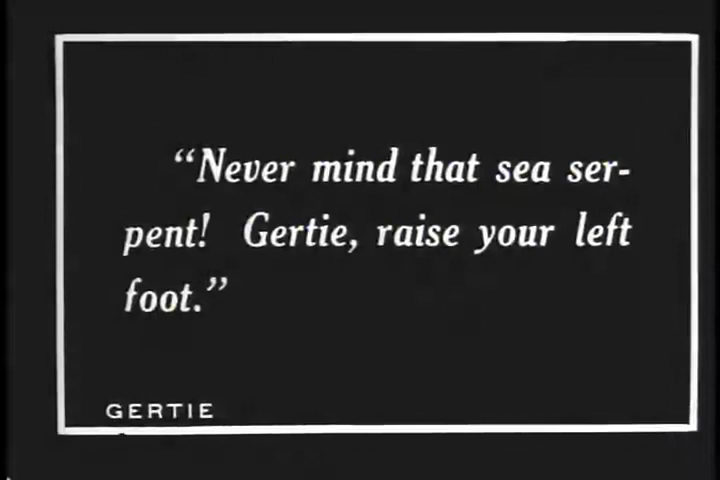 “Never mind that sea ser-
pent! Gertie, raise your left
foot.”
GERTIE